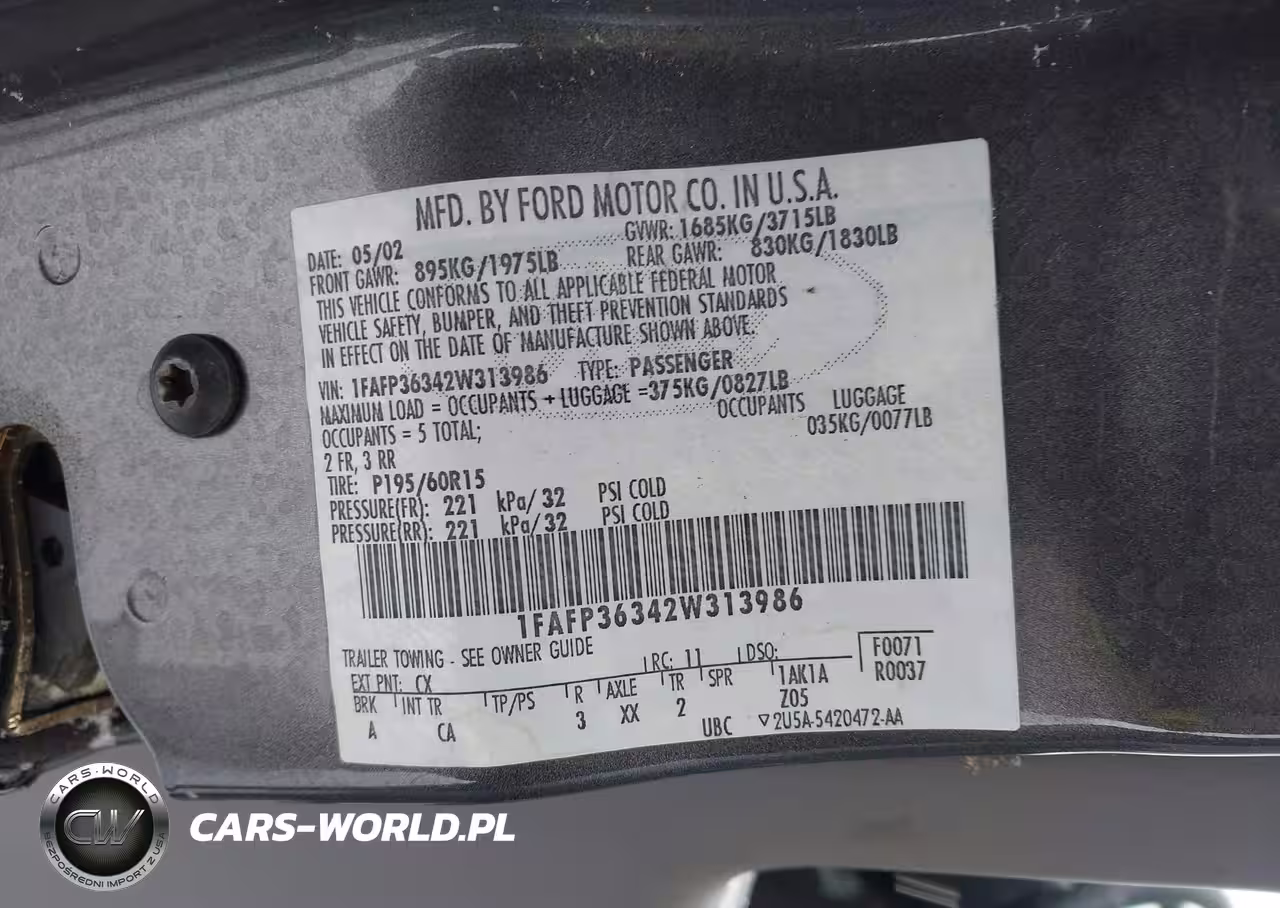 MFD. BY FORD MOTOR CO. IN U.S.A.
DATE: 05/02 GVWR: 1685KG/3715LB
FRONT GAWR: 895KG/1975LB REAR GAWR: 830KG/1830LB
THIS VEHICLE CONFORMS TO ALL APPLICABLE FEDERAL MOTOR
VEHICLE SAFETY, BUMPER, AND THEFT PREVENTION STANDARDS
IN EFFECT ON THE DATE OF MANUFACTURE SHOWN ABOVE.
VIN: 1FAFP36342W313986 TYPE: PASSENGER
MAXIMUM LOAD = OCCUPANTS + LUGGAGE =375KG/0827LB
OCCUPANTS = 5 TOTAL; OCCUPANTS LUGGAGE
2 FR, 3 RR 035KG/0077LB
TIRE: P195/60R15
PRESSURE(FR): 221 kPa/ 32 PSI COLD
PRESSURE(RR): 221 kPa/ 32 PSI COLD
1FAFP36342W313986
TRAILER TOWING - SEE OWNER GUIDE
EXT PNT: CX RC: 11 DSO: F0071
BRK INT TR TP/PS R AXLE TR SPR 1AK1A R0037
A CA 3 XX 2 Z05
UBC 2U5A-5420472-AA
CARS-WORLD
CW
BEZPOŚREDNI IMPORT Z USA
CARS-WORLD.PL